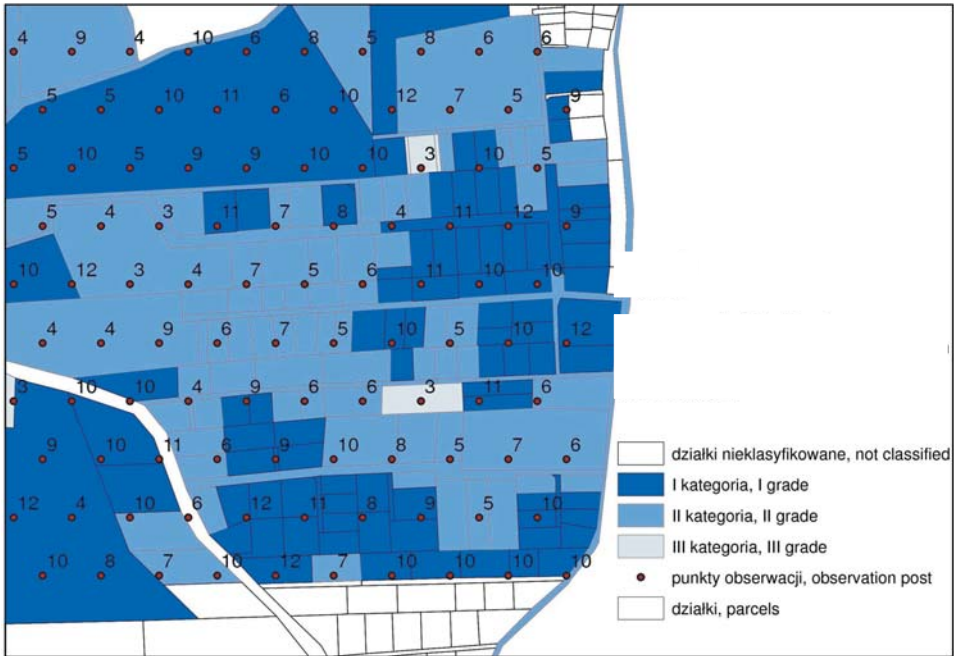 4 9 4 10 6 8 5 8 6 6
5 5 10 11 6 10 12 7 5 9
5 10 5 9 9 10 10 3 10 5
5 4 3 11 7 8 4 11 12 9
10 12 3 4 7 5 6 11 10 10
4 4 9 6 7 5 10 5 10 12
3 10 10 4 9 6 6 3 11 6
9 10 11 6 9 10 8 5 7 6
12 4 10 6 12 11 8 9 5 10
10 8 7 10 12 7 10 10 10 10
działki nieklasyfikowane, not classified
I kategoria, I grade
II kategoria, II grade
III kategoria, III grade
punkty obserwacji, observation post
działki, parcels